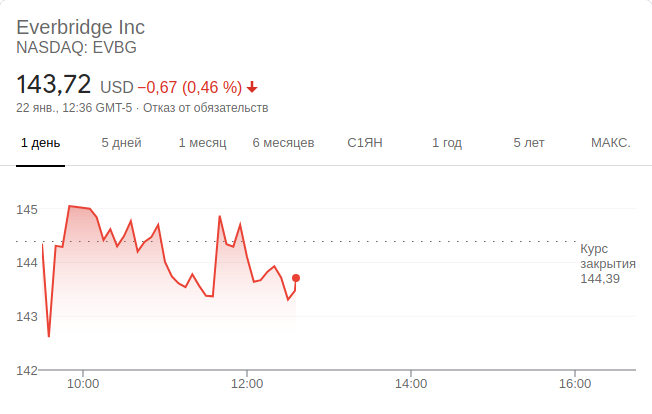 Everbridge Inc
NASDAQ: EVBG
143,72 USD −0,67 (0,46 %)
22 янв., 12:36 GMT-5 · Отказ от обязательств
1 день 5 дней 1 месяц 6 месяцев С1ЯН 1 год 5 лет МАКС.
145
144
143
142
Курс
закрытия
144,39
10:00 12:00 14:00 16:00